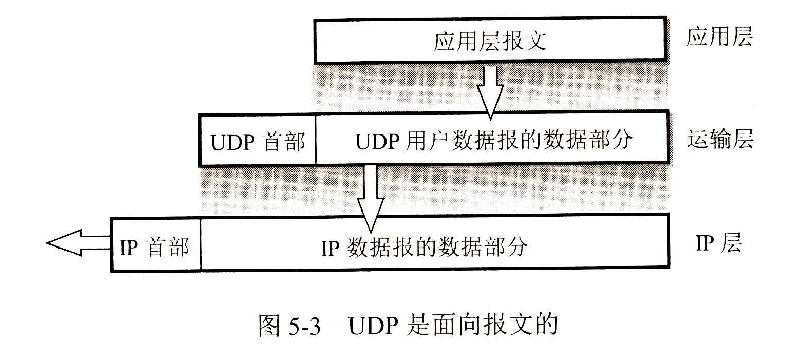 应用层报文 应用层
UDP 首部 UDP 用户数据报的数据部分 运输层
IP 首部 IP 数据报的数据部分 IP 层
图 5-3 UDP 是面向报文的